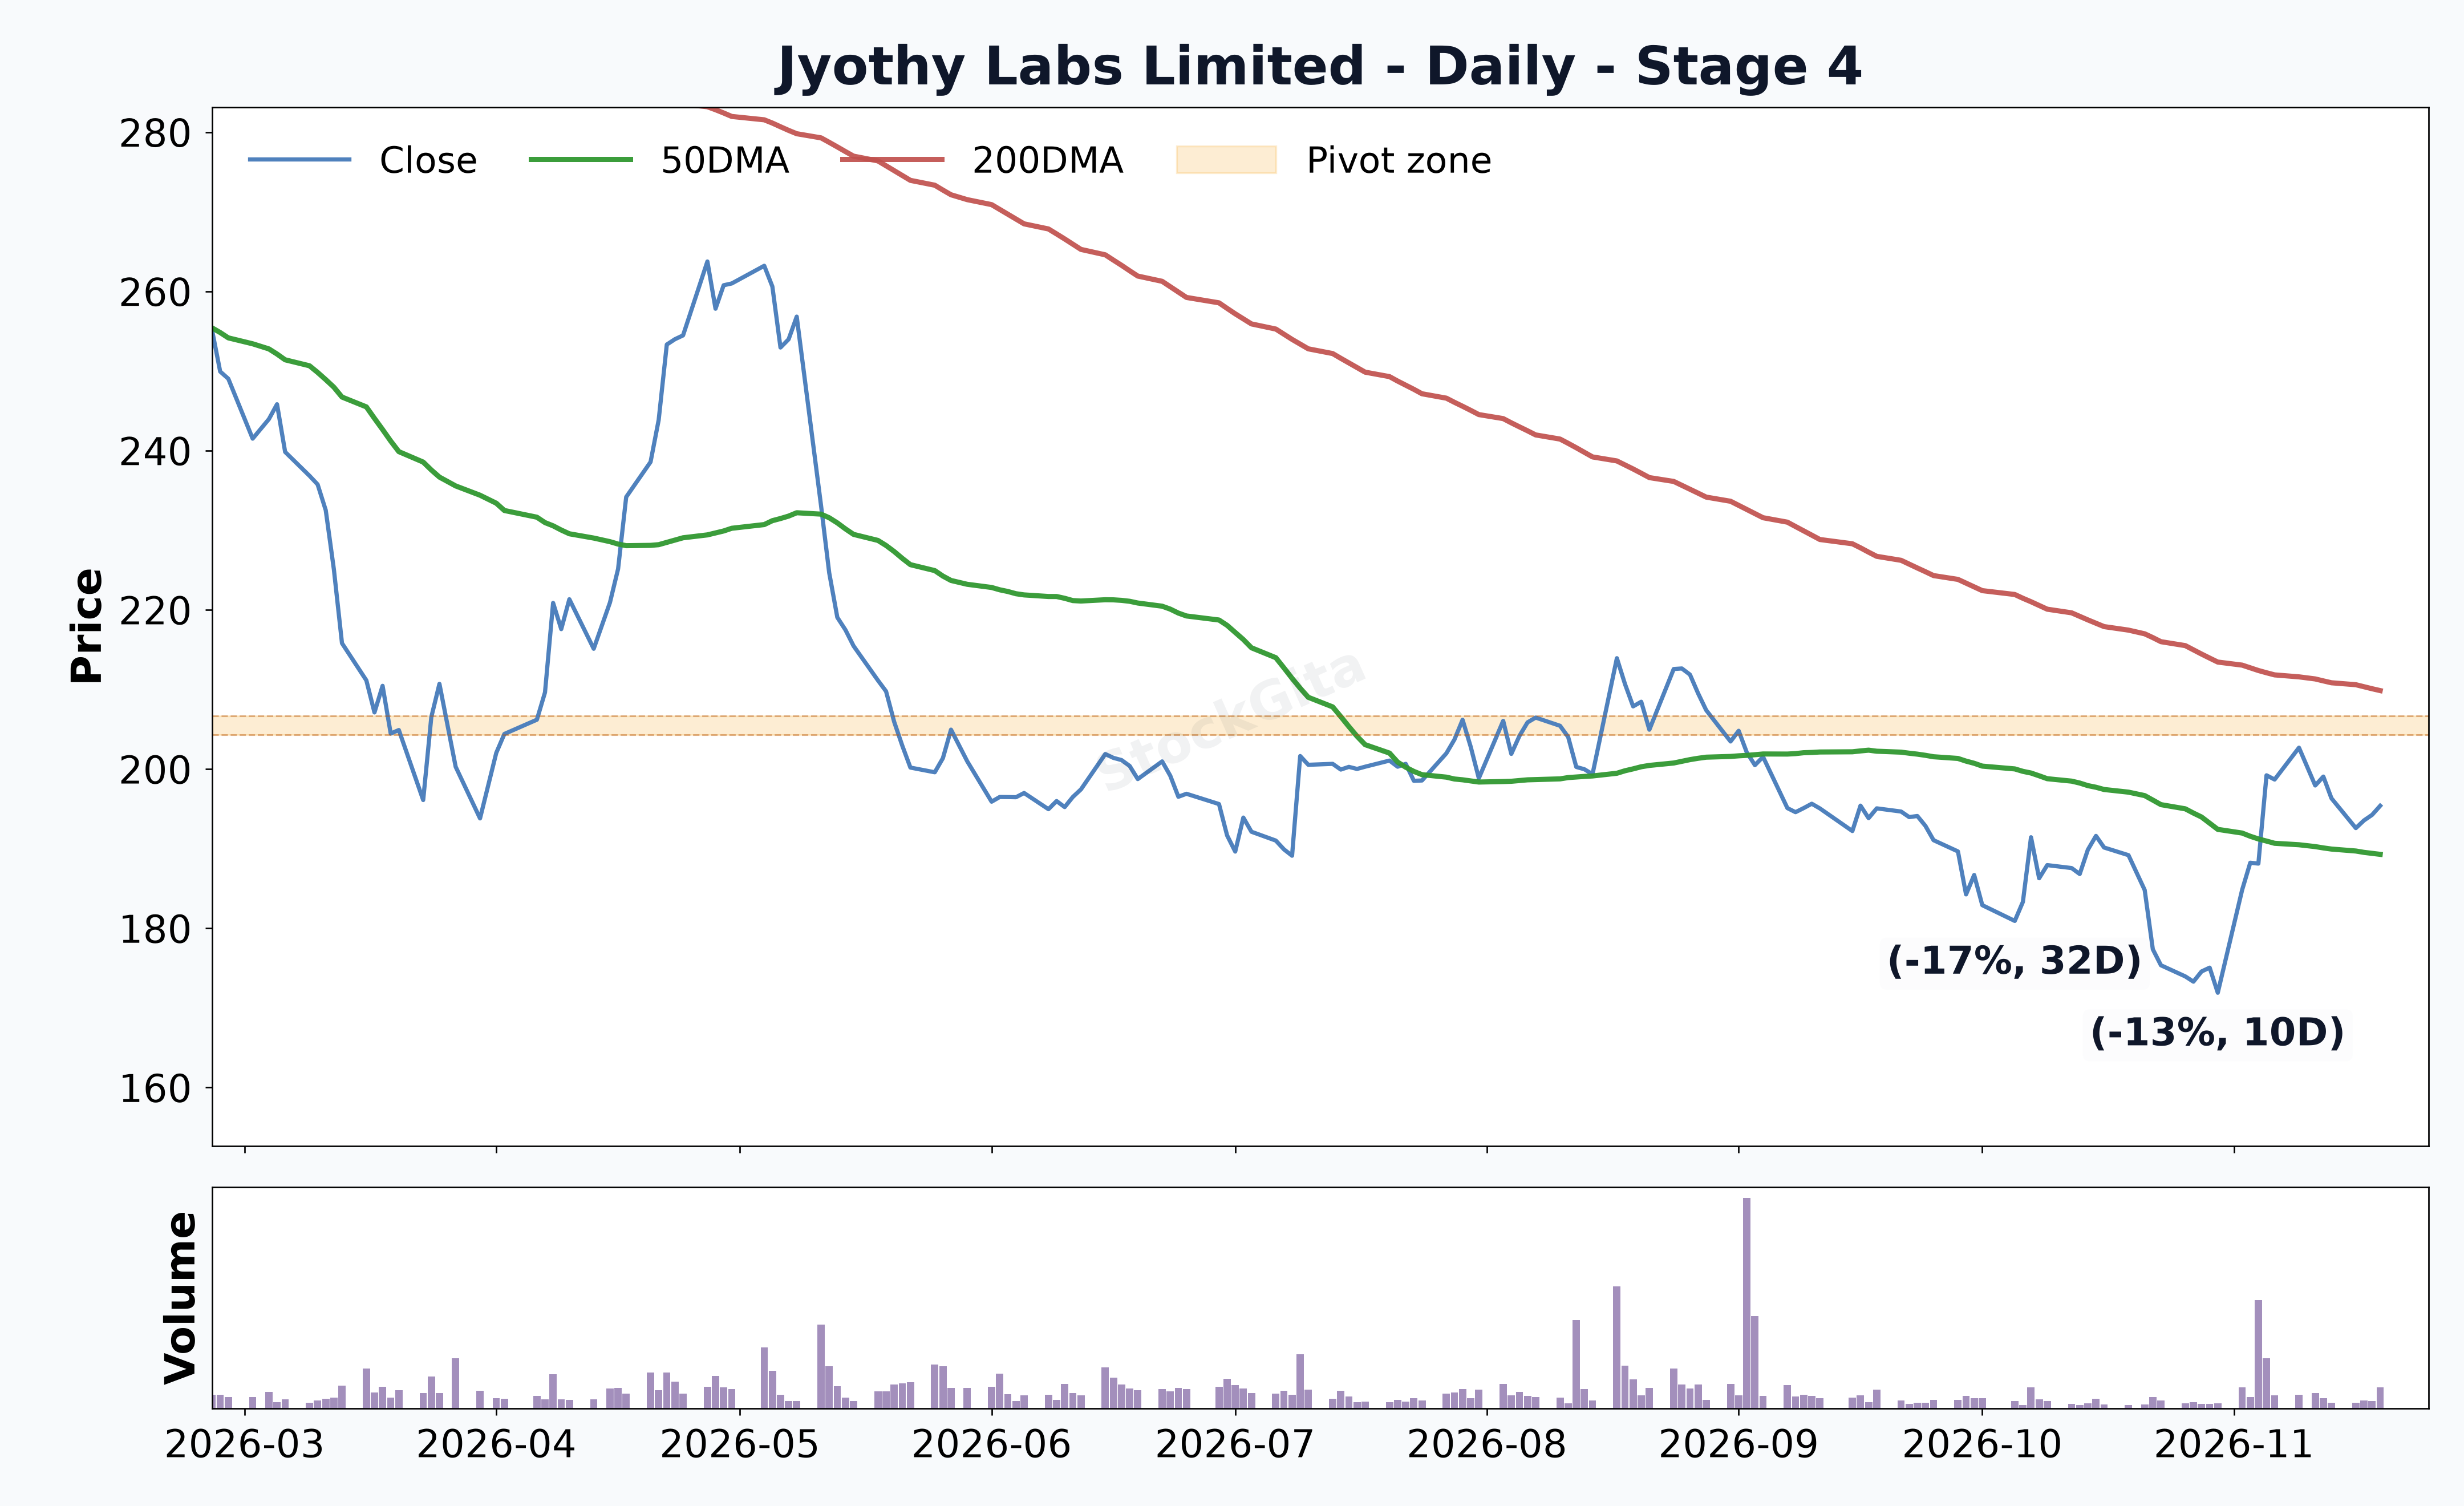 Jyothy Labs Limited - Daily - Stage 4
Close 50DMA 200DMA Pivot zone
280
260
240
220
200
180
160
Price
StockGita
(-17%, 32D)
(-13%, 10D)
Volume
2026-03 2026-04 2026-05 2026-06 2026-07 2026-08 2026-09 2026-10 2026-11